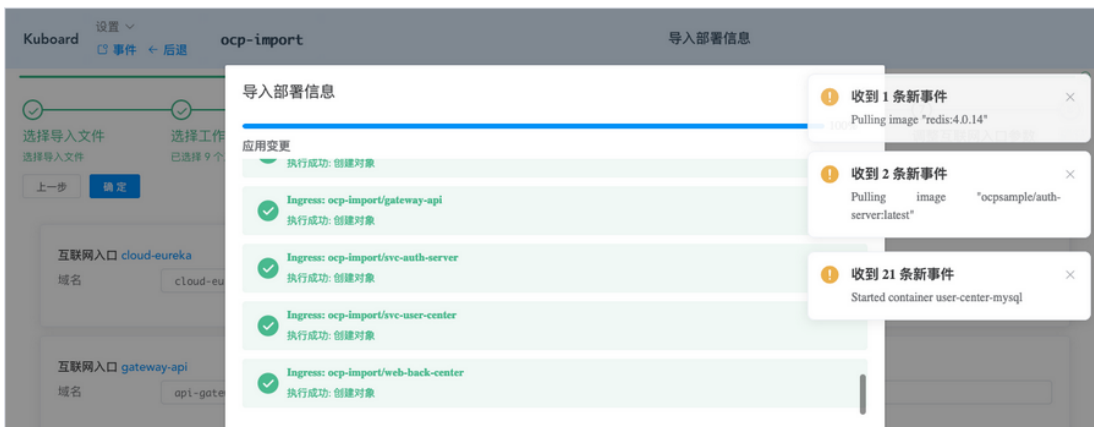 设置
Kuboard
事件 ← 后退
ocp-import
导入部署信息
导入部署信息
100%
应用变更
执行成功: 创建对象
Ingress: ocp-import/gateway-api
执行成功: 创建对象
Ingress: ocp-import/svc-auth-server
执行成功: 创建对象
Ingress: ocp-import/svc-user-center
执行成功: 创建对象
Ingress: ocp-import/web-back-center
执行成功: 创建对象
收到 1 条新事件
Pulling image "redis:4.0.14"
收到 2 条新事件
Pulling image "ocpsample/auth-
server:latest"
收到 21 条新事件
Started container user-center-mysql
选择导入文件
选择导入文件
选择工作
已选择 9 个
上一步
确 定
互联网入口 cloud-eureka
域名
cloud-eu
互联网入口 gateway-api
域名
api-gate